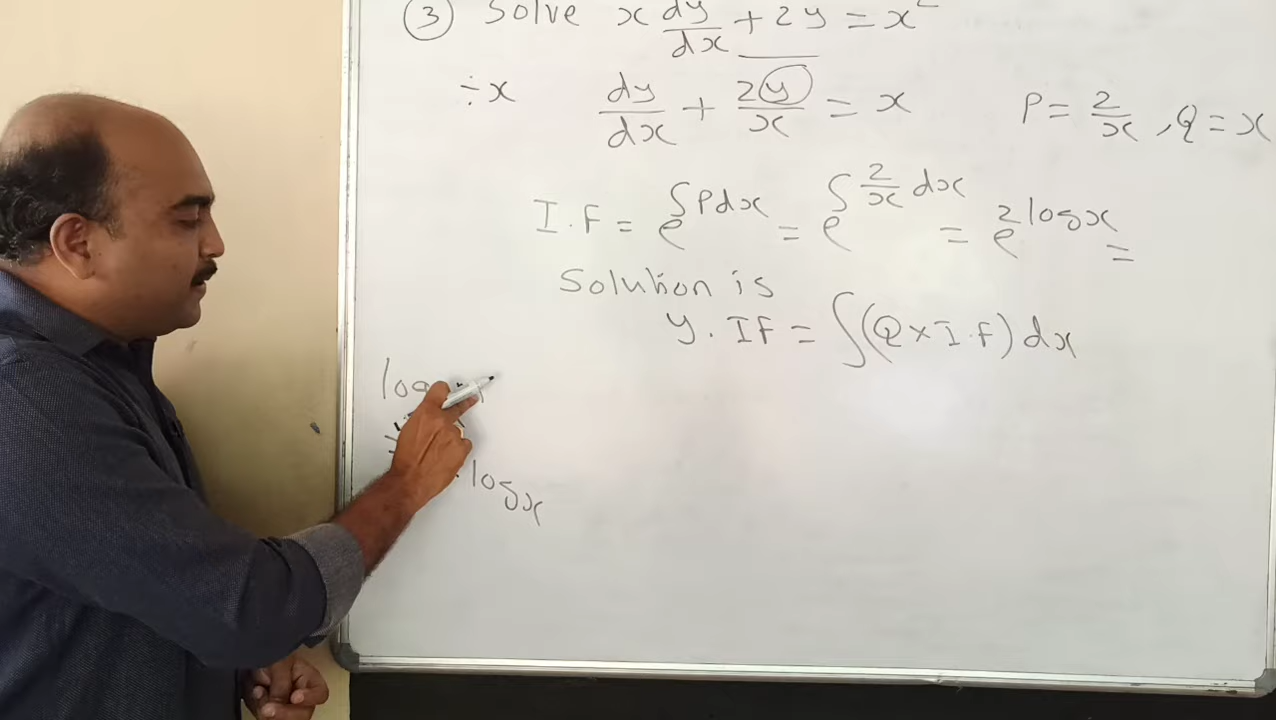 ③ Solve x dy/dx + 2y = x²
÷x dy/dx + 2y/x = x P = 2/x , Q = x
I.F = e^∫Pdx = e^∫2/x dx = e^2logx =
Solution is
y. IF = ∫(Q × I.F) dx
logx